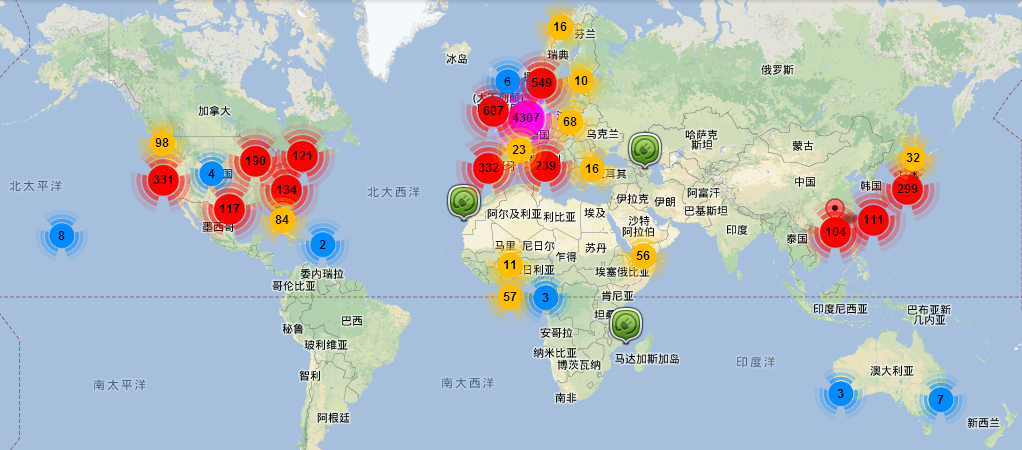 16
芬兰
瑞典
冰岛
俄罗斯
6
549
10
加拿大
607
4307
68
乌克兰
哈萨克
斯坦
蒙古
98
23
190
121
332
239
16
耳其
32
331
4
国
134
北太平洋
北大西洋
中国
韩国
299
伊拉克
伊朗
阿富汗
巴基斯坦
117
84
墨西哥
阿尔及利亚
利比亚
埃及
沙特
阿拉伯
印度
泰国
104
111
8
2
马里
尼日尔
苏丹
乍得
56
委内瑞拉
哥伦比亚
11
日利亚
埃塞俄比亚
57
3
肯尼亚
印度尼西亚
巴布亚新
几内亚
秘鲁
巴西
坦桑
安哥拉
玻利维亚
纳米比亚
博茨瓦纳
马达加斯加岛
印度洋
澳大利亚
智利
南太平洋
南大西洋
南非
3
7
阿根廷
新西兰